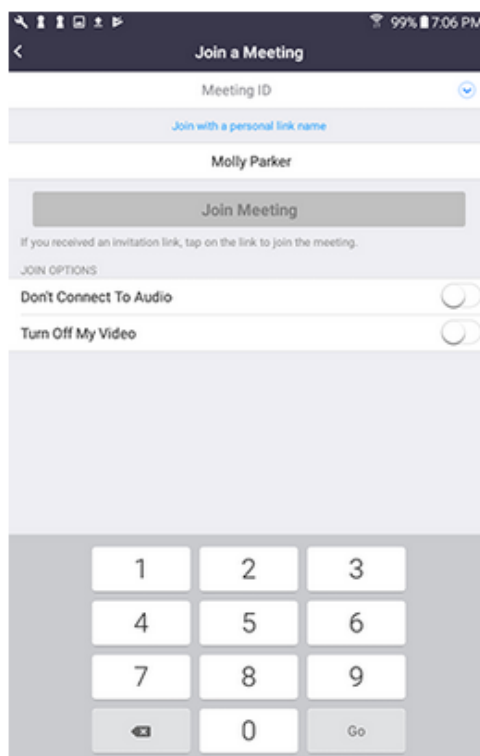 99% 7:06 PM
Join a Meeting
Meeting ID
Join with a personal link name
Molly Parker
Join Meeting
If you received an invitation link, tap on the link to join the meeting.
JOIN OPTIONS
Don't Connect To Audio
Turn Off My Video
1 2 3
4 5 6
7 8 9
0 Go